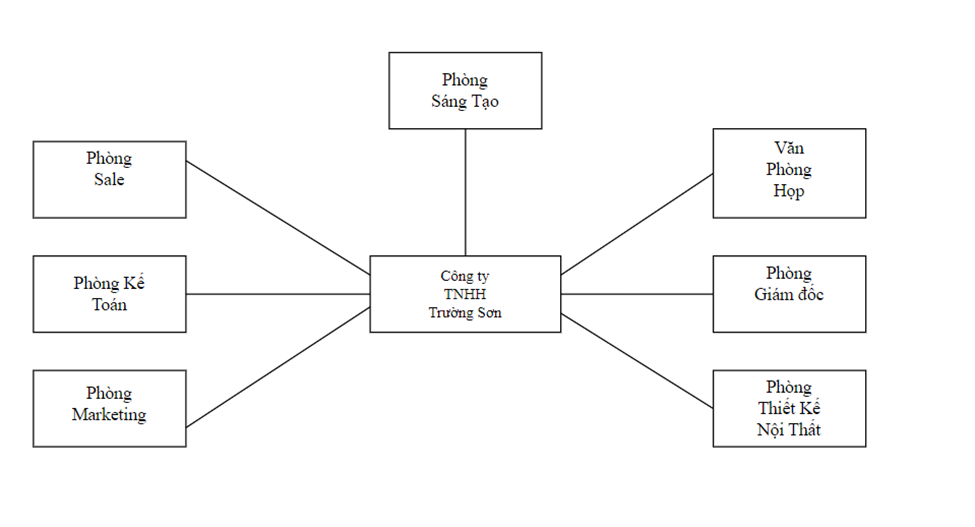 Phòng
Sáng Tạo
Phòng
Sale
Văn
Phòng
Họp
Phòng Kế
Toán
Công ty
TNHH
Trường Sơn
Phòng
Giám đốc
Phòng
Marketing
Phòng
Thiết Kế
Nội Thất